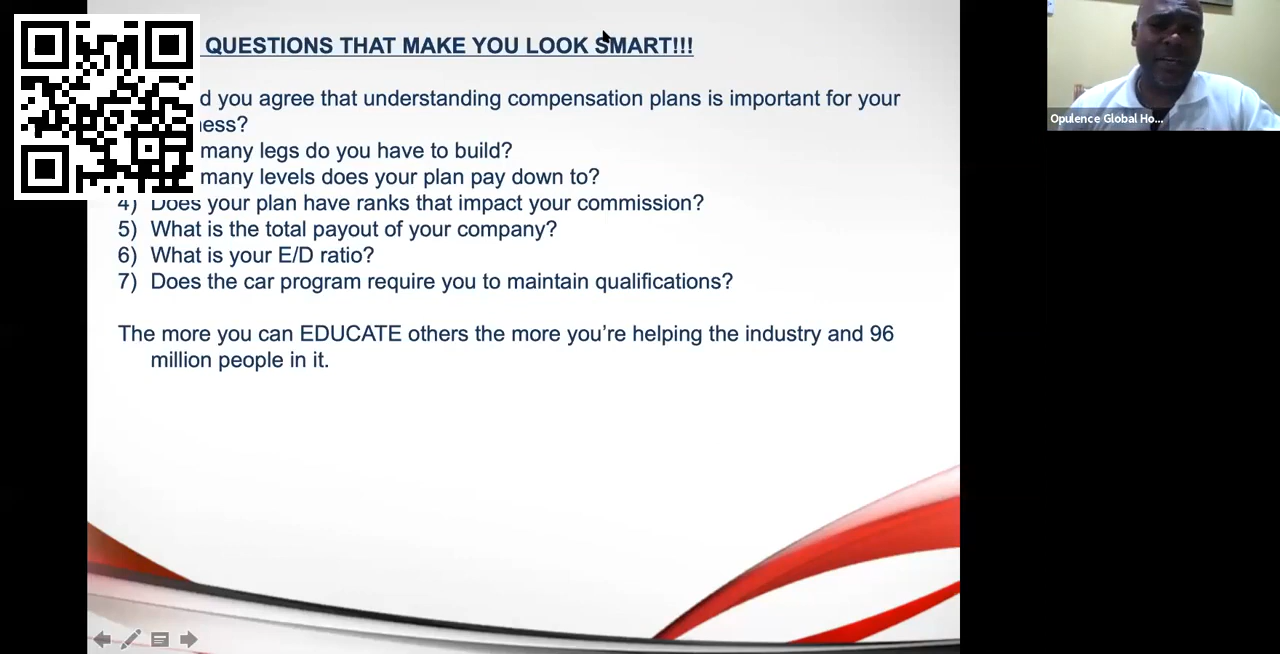 QUESTIONS THAT MAKE YOU LOOK SMART!!!
you agree that understanding compensation plans is important for your
many legs do you have to build?
many levels does your plan pay down to?
4) Does your plan have ranks that impact your commission?
5) What is the total payout of your company?
6) What is your E/D ratio?
7) Does the car program require you to maintain qualifications?
The more you can EDUCATE others the more you’re helping the industry and 96
million people in it.
Opulence Global Ho...